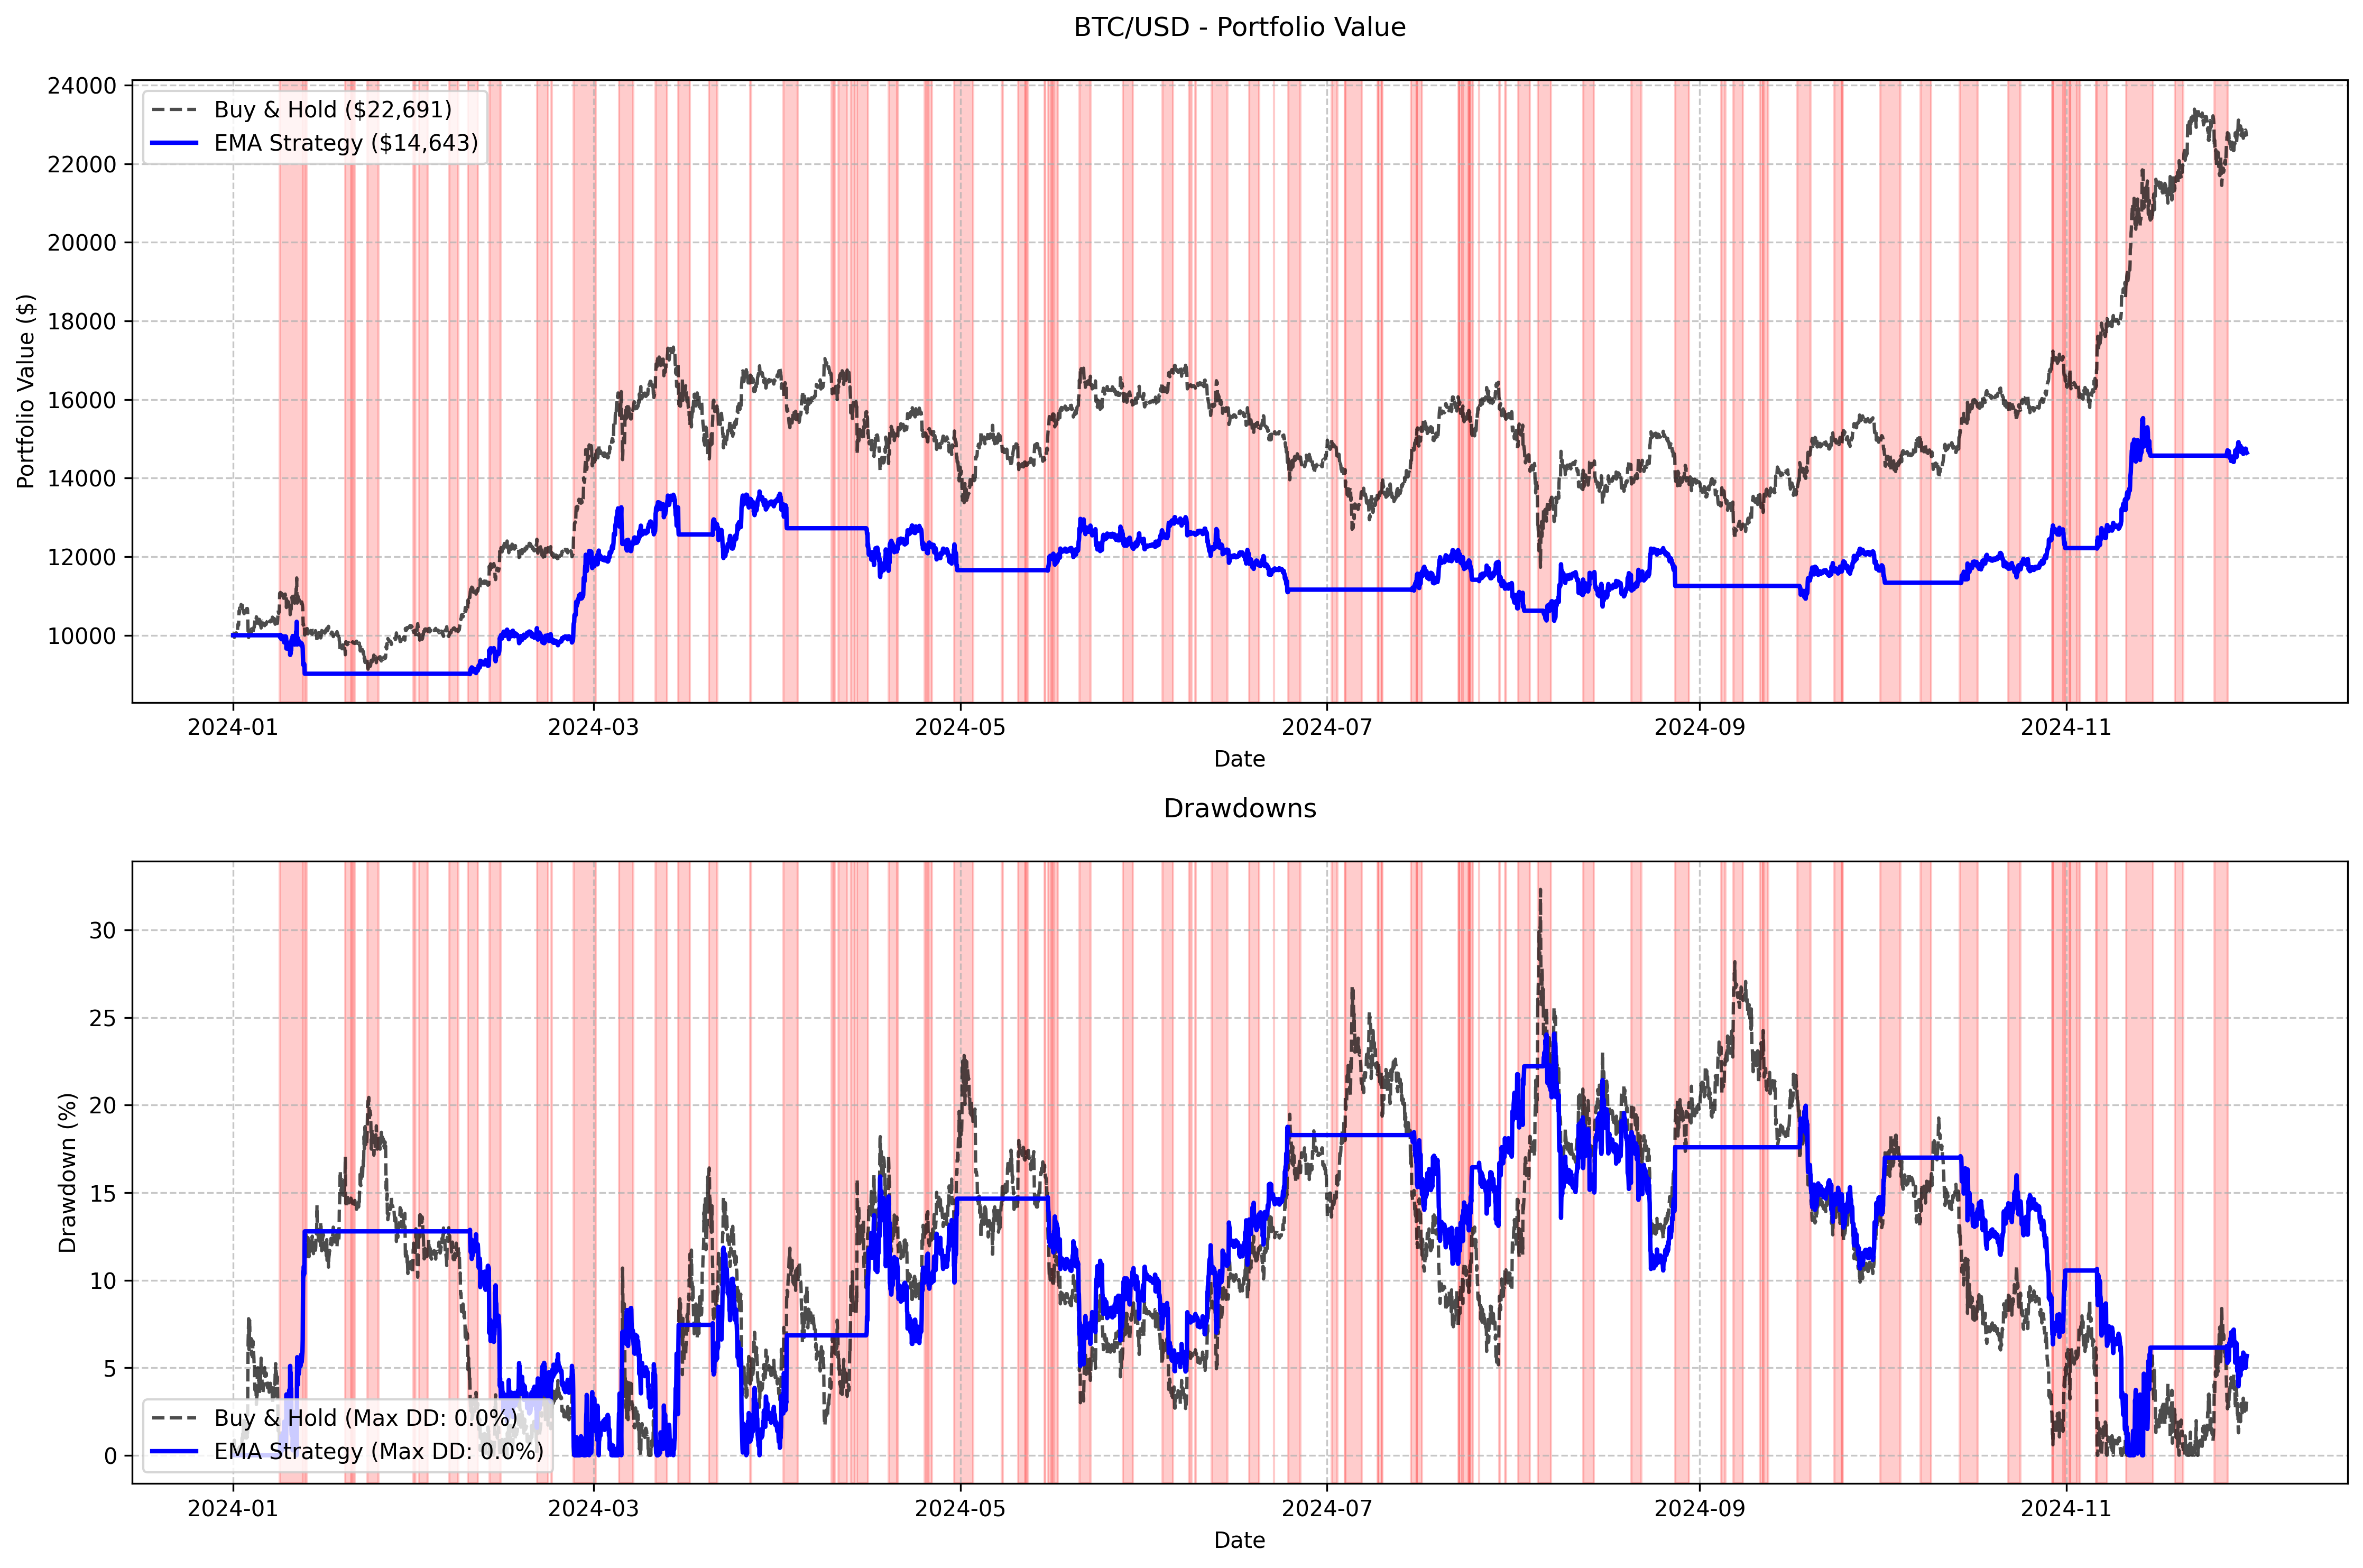 BTC/USD - Portfolio Value
Portfolio Value ($)
24000
22000
20000
18000
16000
14000
12000
10000
Buy & Hold ($22,691)
EMA Strategy ($14,643)
2024-01
2024-03
2024-05
2024-07
2024-09
2024-11
Date
Drawdowns
Drawdown (%)
30
25
20
15
10
5
0
Buy & Hold (Max DD: 0.0%)
EMA Strategy (Max DD: 0.0%)
2024-01
2024-03
2024-05
2024-07
2024-09
2024-11
Date